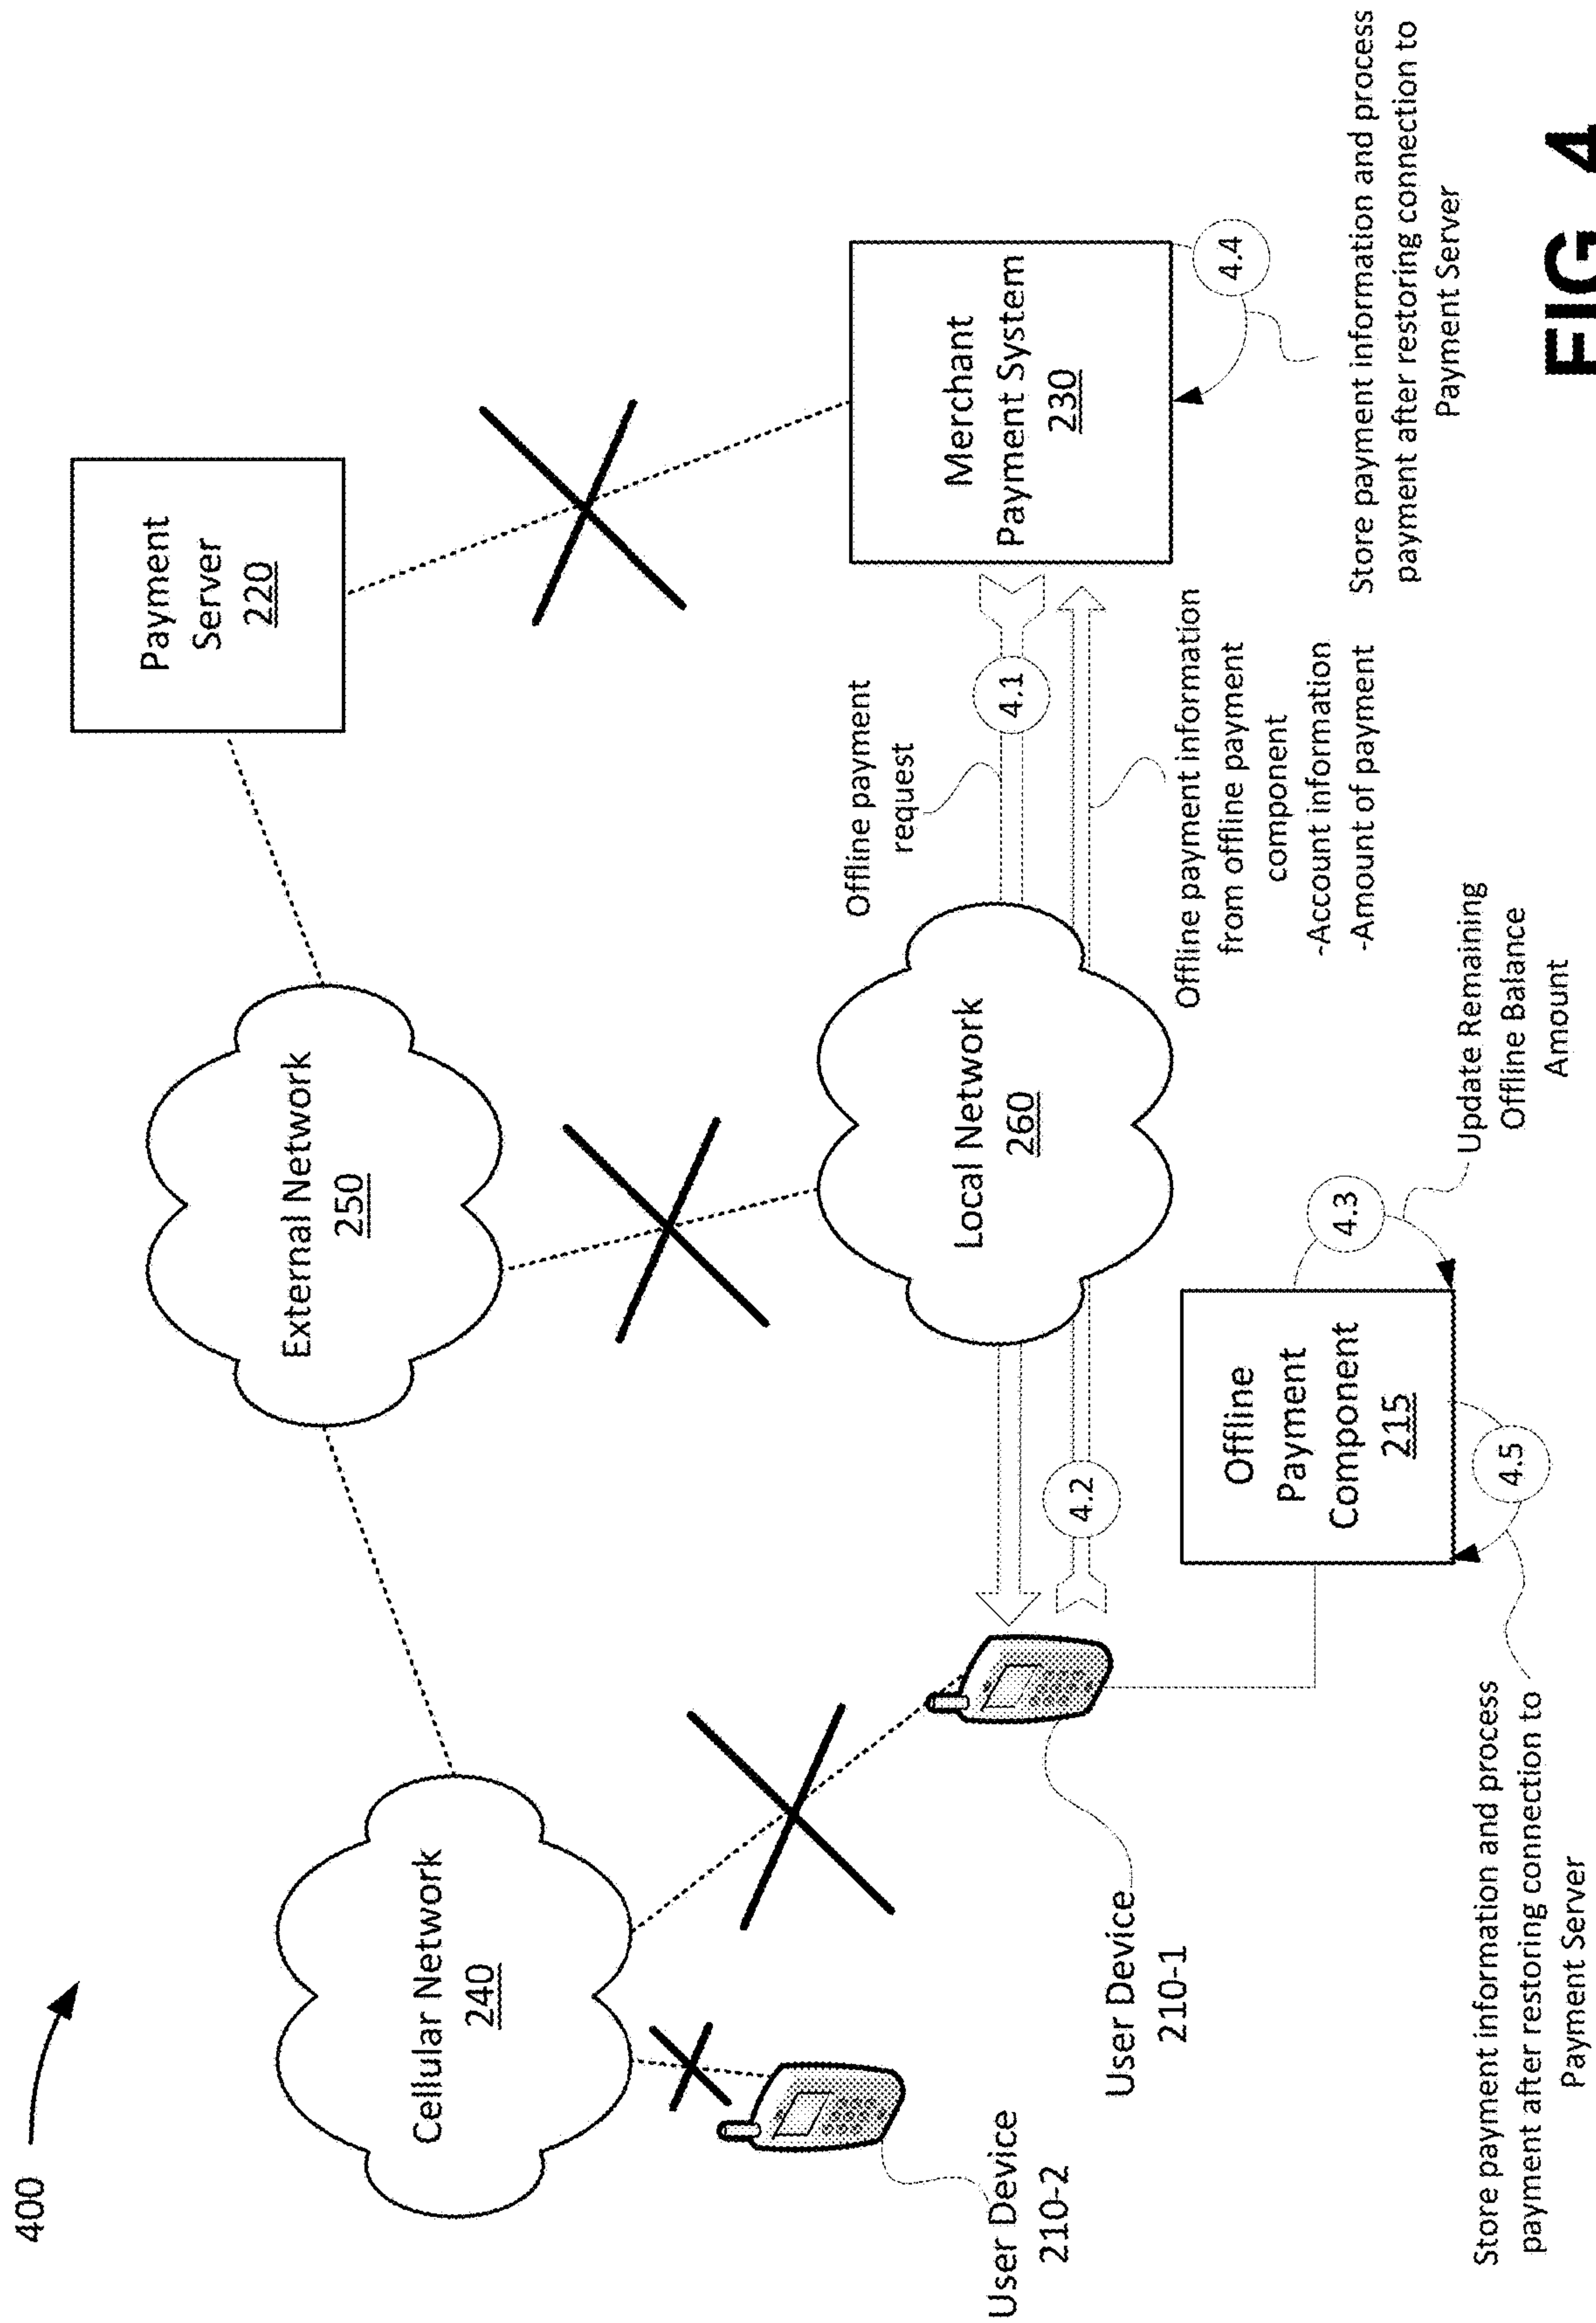 400
Cellular Network
240
External Network
250
Payment
Server
220
User Device
210-2
User Device
210-1
Local Network
260
Offline payment
request
4.1
4.2
Merchant
Payment System
230
Offline payment information
from offline payment
component
-Account information
-Amount of payment
4.4
Store payment information and process
payment after restoring connection to
Payment Server
Offline
Payment
Component
215
4.3
Update Remaining
Offline Balance
Amount
4.5
Store payment information and process
payment after restoring connection to
Payment Server
FIG. 4